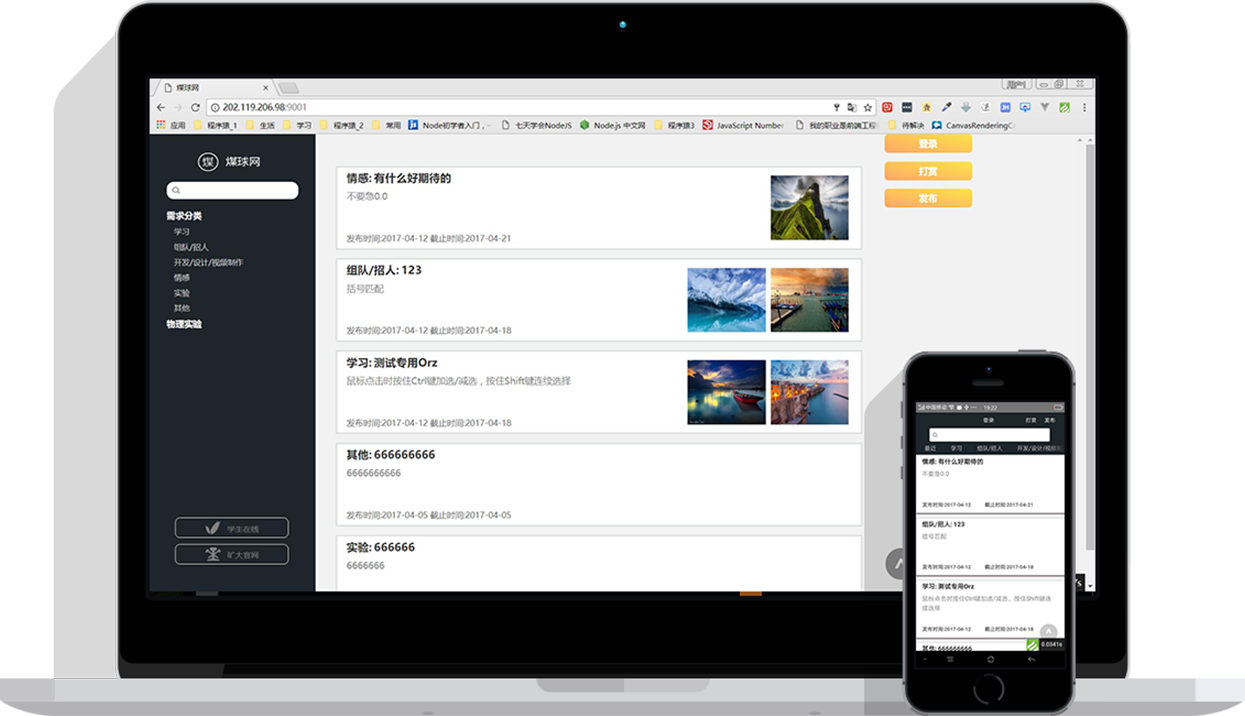 煤球网
202.119.206.98:9001
应用 程序猿_1 生活 学习 程序猿_2 常用 Node初学者入门，_ 七天学会NodeJS Node.js 中文网 程序猿3 JavaScript Number 我的职业是前端工程 待解决 CanvasRenderingC
煤 煤球网
需求分类
学习
组队/招人
开发/设计/视频制作
情感
实验
其他
物理实验
学生在线
矿大官网
情感: 有什么好期待的
不要急0.0
发布时间:2017-04-12 截止时间:2017-04-21
组队/招人: 123
括号匹配
发布时间:2017-04-12 截止时间:2017-04-18
学习: 测试专用Orz
鼠标点击时按住Ctrl键加选/减选，按住Shift键连续选择
发布时间:2017-04-12 截止时间:2017-04-18
其他: 666666666
6666666666
发布时间:2017-04-05 截止时间:2017-04-05
实验: 666666
6666666
登录
打赏
发布
中国移动 19:22
登录 打赏 发布
最近 学习 组队/招人 开发/设计/视频
情感: 有什么好期待的
不要急0.0
发布时间:2017-04-12 截止时间:2017-04-21
组队/招人: 123
括号匹配
发布时间:2017-04-12 截止时间:2017-04-18
学习: 测试专用Orz
鼠标点击时按住Ctrl键加选/减选，按住Shift键连
续选择
发布时间:2017-04-12 截止时间:2017-04-18
其他: 666666666
0.0341s